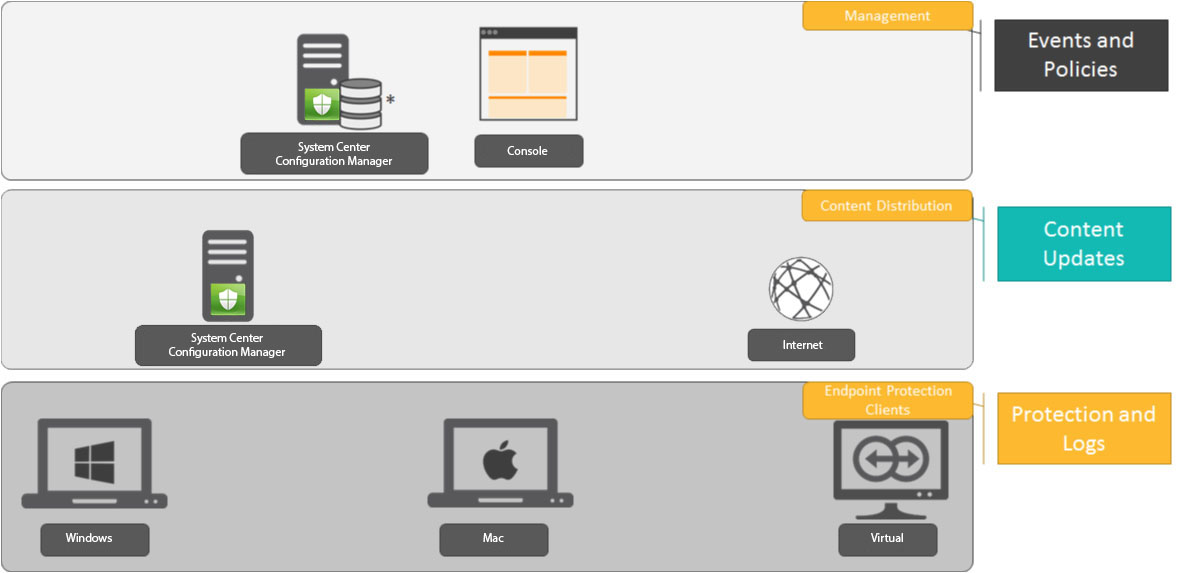 Management
Events and
Policies
*
System Center
Configuration Manager
Console
Content Distribution
Content
Updates
System Center
Configuration Manager
Internet
Endpoint Protection
Clients
Protection and
Logs
Windows
Mac
Virtual